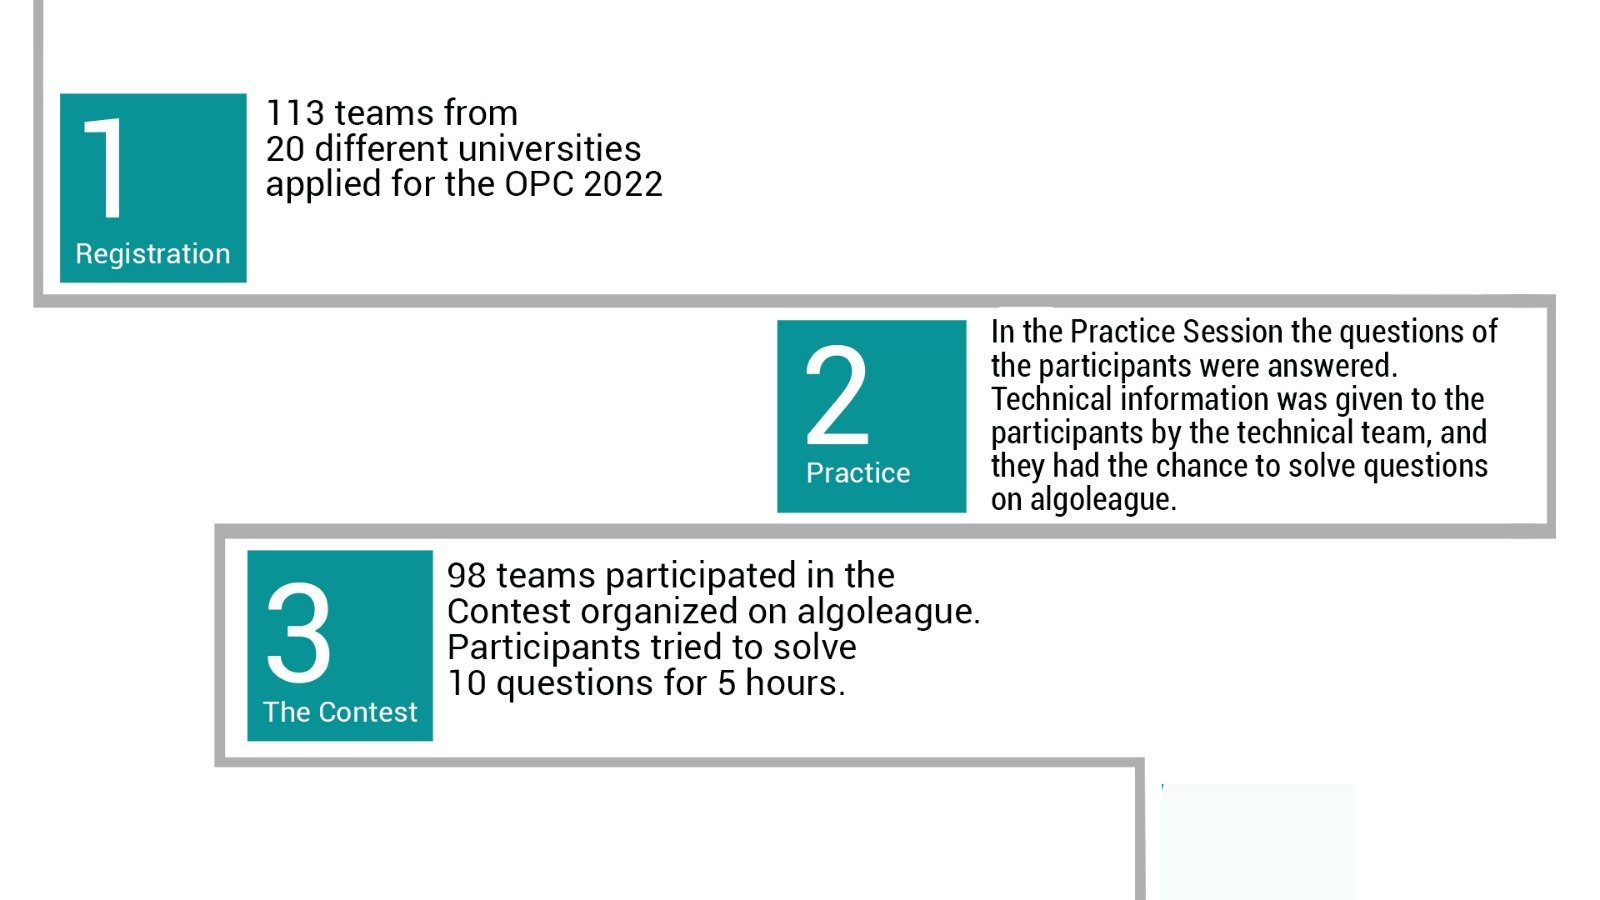 1
Registration
113 teams from
20 different universities
applied for the OPC 2022
2
Practice
In the Practice Session the questions of
the participants were answered.
Technical information was given to the
participants by the technical team, and
they had the chance to solve questions
on algoleague.
3
The Contest
98 teams participated in the
Contest organized on algoleague.
Participants tried to solve
10 questions for 5 hours.